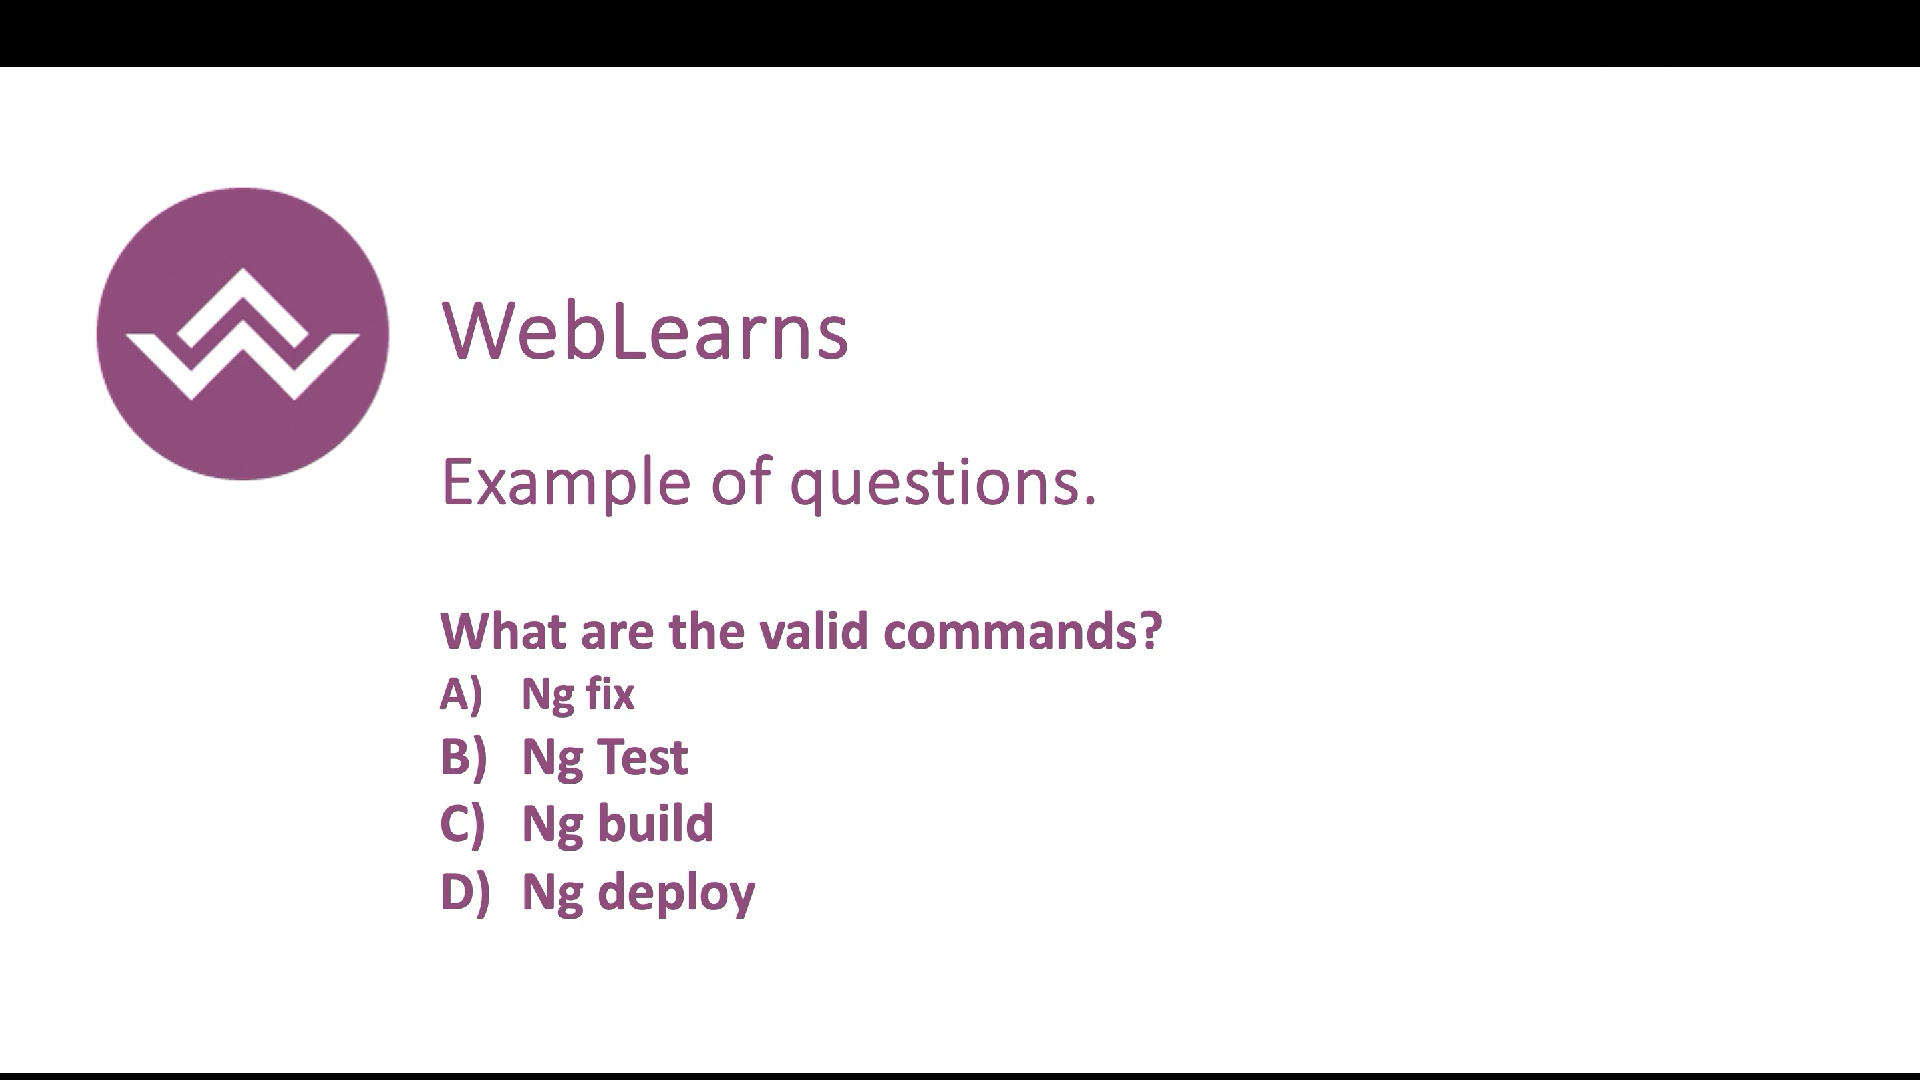 WebLearns
Example of questions.
What are the valid commands?
A) Ng fix
B) Ng Test
C) Ng build
D) Ng deploy